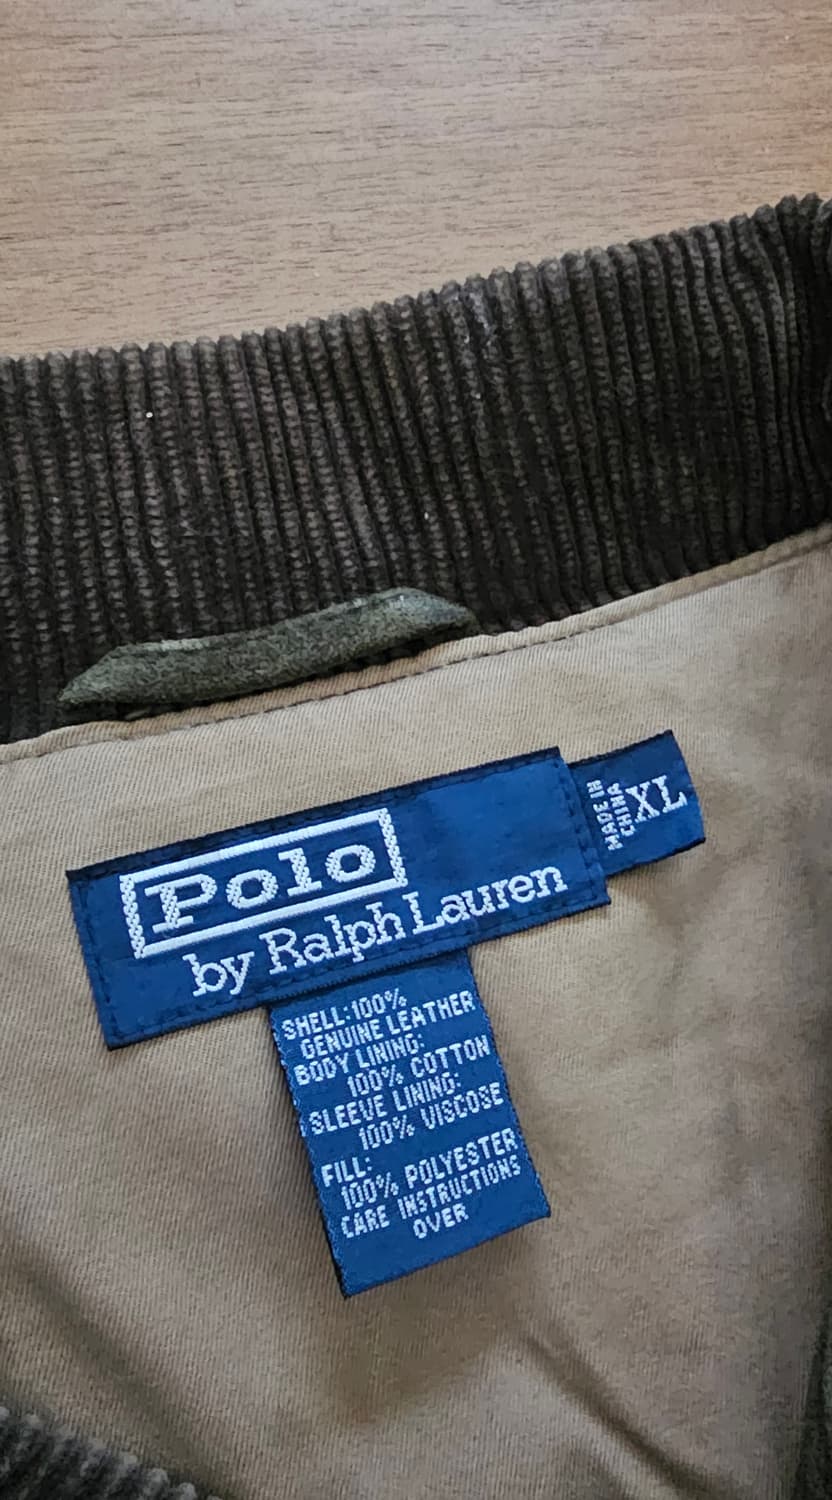 Polo
by Ralph Lauren
MADE IN
CHINA
XL
SHELL:100%
GENUINE LEATHER
BODY LINING:
100% COTTON
SLEEVE LINING:
100% VISCOSE
FILL:
100% POLYESTER
CARE INSTRUCTIONS
OVER